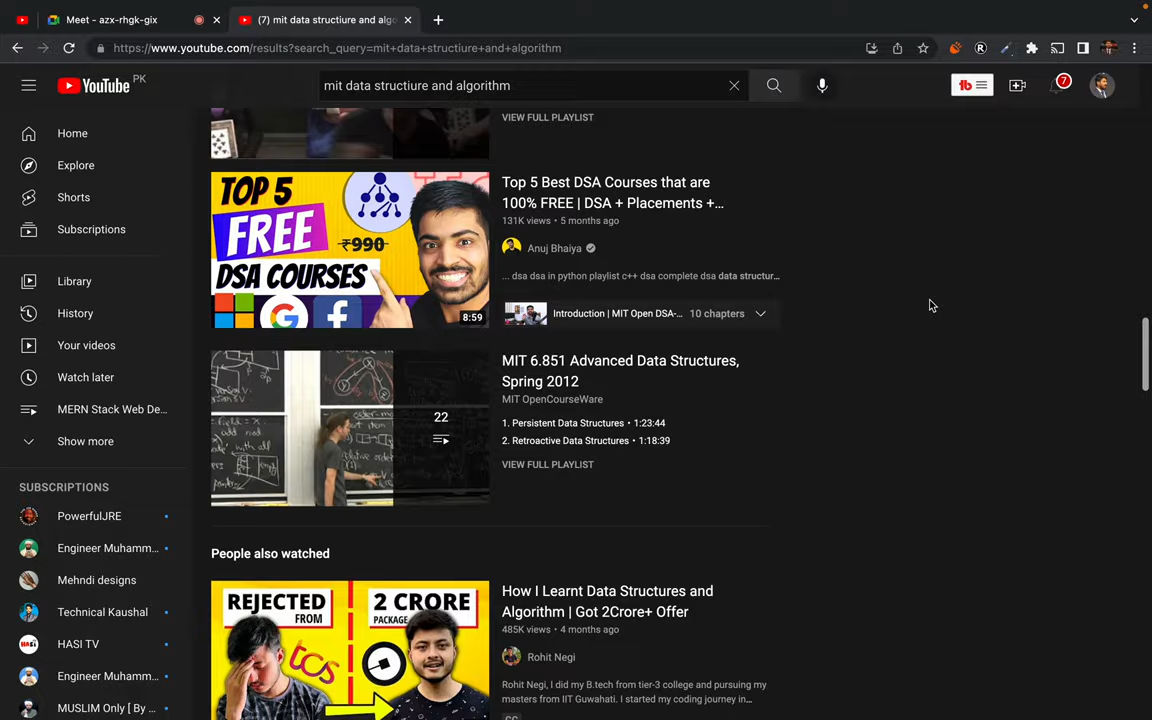 Meet - azx-rhgk-gix
(7) mit data structiure and algo
https://www.youtube.com/results?search_query=mit+data+structiure+and+algorithm
YouTube PK
mit data structiure and algorithm
7
Home
Explore
Shorts
Subscriptions
Library
History
Your videos
Watch later
MERN Stack Web De...
Show more
SUBSCRIPTIONS
PowerfulJRE
Engineer Muhamm...
Mehndi designs
Technical Kaushal
HASI TV
Engineer Muhamm...
MUSLIM Only [ By ...
VIEW FULL PLAYLIST
TOP 5
FREE
₹990
DSA COURSES
8:59
Top 5 Best DSA Courses that are
100% FREE | DSA + Placements +...
131K views • 5 months ago
Anuj Bhaiya
... dsa dsa in python playlist c++ dsa complete dsa data structur...
Introduction | MIT Open DSA-... 10 chapters
22
MIT 6.851 Advanced Data Structures,
Spring 2012
MIT OpenCourseWare
1. Persistent Data Structures • 1:23:44
2. Retroactive Data Structures • 1:18:39
VIEW FULL PLAYLIST
People also watched
REJECTED
FROM
tcs
2 CRORE
PACKAGE
How I Learnt Data Structures and
Algorithm | Got 2Crore+ Offer
485K views • 4 months ago
Rohit Negi
Rohit Negi, I did my B.tech from tier-3 college and pursuing my
masters from IIT Guwahati. I started my coding journey in...